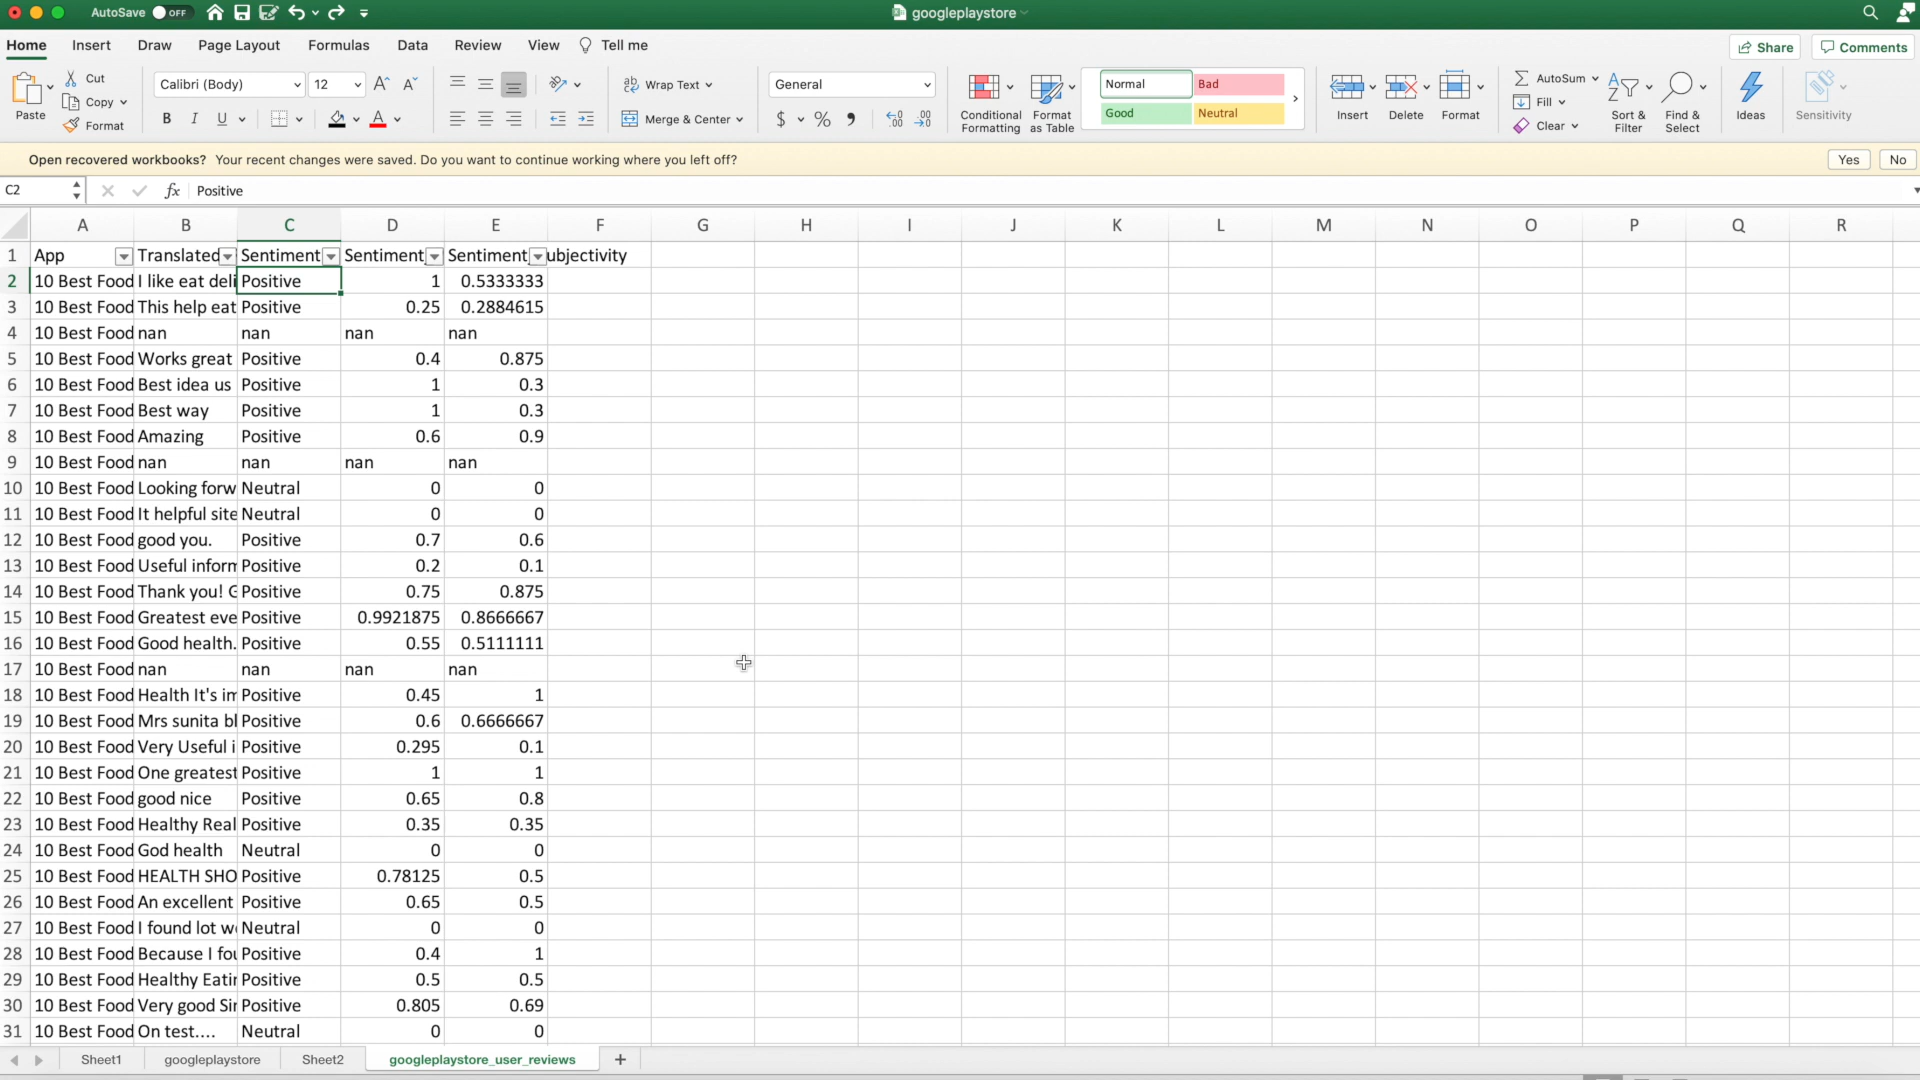 AutoSave OFF googleplaystore
Home Insert Draw Page Layout Formulas Data Review View Tell me Share Comments
Paste Cut Copy Format Calibri (Body) 12 Wrap Text General Conditional Formatting Format as Table Normal Bad Insert Delete Format AutoSum Fill Clear Sort & Filter Find & Select Ideas Sensitivity
B I U Merge & Center $ % Good Neutral
Open recovered workbooks? Your recent changes were saved. Do you want to continue working where you left off? Yes No
C2 fx Positive
A B C D E F G H I J K L M N O P Q R
1 App Translated Sentiment Sentiment_ Sentiment_ ubjectivity
2 10 Best Food I like eat deli Positive 1 0.5333333
3 10 Best Food This help eat Positive 0.25 0.2884615
4 10 Best Food nan nan nan nan
5 10 Best Food Works great Positive 0.4 0.875
6 10 Best Food Best idea us Positive 1 0.3
7 10 Best Food Best way Positive 1 0.3
8 10 Best Food Amazing Positive 0.6 0.9
9 10 Best Food nan nan nan nan
10 10 Best Food Looking forw Neutral 0 0
11 10 Best Food It helpful site Neutral 0 0
12 10 Best Food good you. Positive 0.7 0.6
13 10 Best Food Useful inform Positive 0.2 0.1
14 10 Best Food Thank you! G Positive 0.75 0.875
15 10 Best Food Greatest eve Positive 0.9921875 0.8666667
16 10 Best Food Good health. Positive 0.55 0.5111111
17 10 Best Food nan nan nan nan
18 10 Best Food Health It's im Positive 0.45 1
19 10 Best Food Mrs sunita bl Positive 0.6 0.6666667
20 10 Best Food Very Useful i Positive 0.295 0.1
21 10 Best Food One greatest Positive 1 1
22 10 Best Food good nice Positive 0.65 0.8
23 10 Best Food Healthy Real Positive 0.35 0.35
24 10 Best Food God health Neutral 0 0
25 10 Best Food HEALTH SHO Positive 0.78125 0.5
26 10 Best Food An excellent Positive 0.65 0.5
27 10 Best Food I found lot w Neutral 0 0
28 10 Best Food Because I fou Positive 0.4 1
29 10 Best Food Healthy Eatin Positive 0.5 0.5
30 10 Best Food Very good Sir Positive 0.805 0.69
31 10 Best Food On test.... Neutral 0 0
Sheet1 googleplaystore Sheet2 googleplaystore_user_reviews +